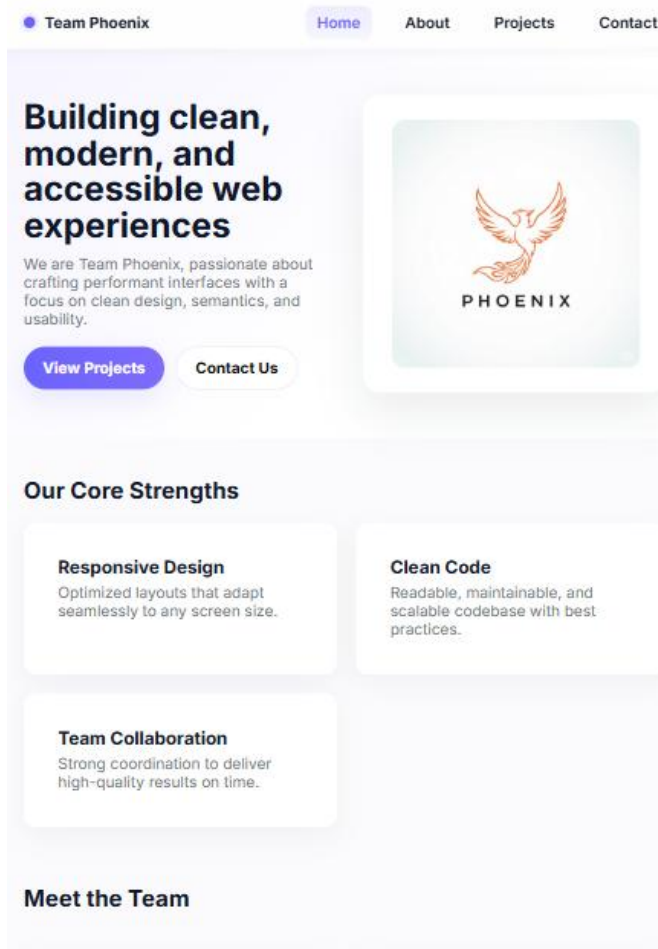 Team Phoenix
Home
About
Projects
Contact
Building clean,
modern, and
accessible web
experiences
We are Team Phoenix, passionate about
crafting performant interfaces with a
focus on clean design, semantics, and
usability.
View Projects
Contact Us
PHOENIX
Our Core Strengths
Responsive Design
Optimized layouts that adapt
seamlessly to any screen size.
Clean Code
Readable, maintainable, and
scalable codebase with best
practices.
Team Collaboration
Strong coordination to deliver
high-quality results on time.
Meet the Team